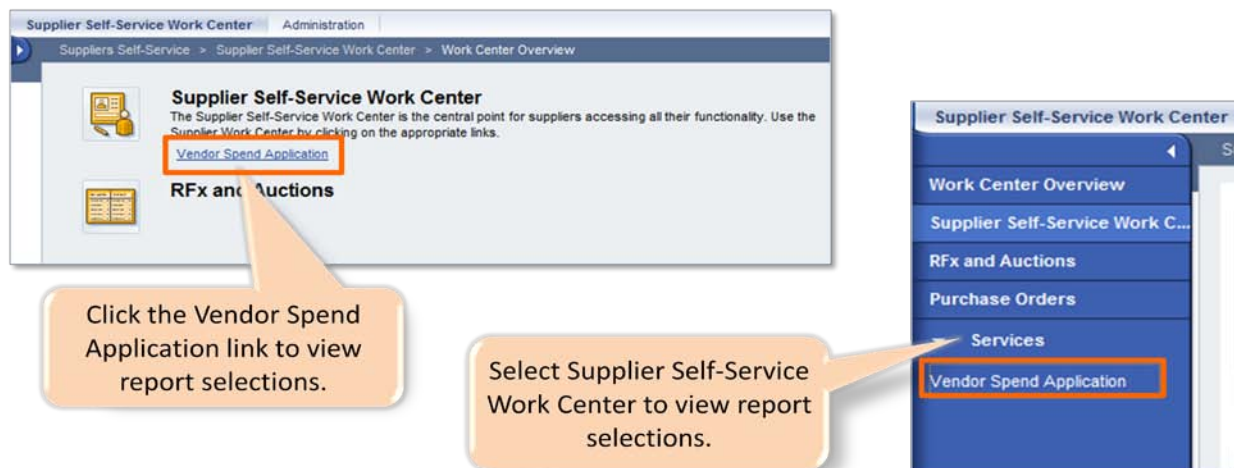 Supplier Self-Service Work Center Administration
Suppliers Self-Service > Supplier Self-Service Work Center > Work Center Overview
Supplier Self-Service Work Center
The Supplier Self-Service Work Center is the central point for suppliers accessing all their functionality. Use the
Supplier Work Center by clicking on the appropriate links.
Vendor Spend Application
RFx and Auctions
Click the Vendor Spend
Application link to view
report selections.
Select Supplier Self-Service
Work Center to view report
selections.
Supplier Self-Service Work Center
S
Work Center Overview
Supplier Self-Service Work C...
RFx and Auctions
Purchase Orders
Services
Vendor Spend Application